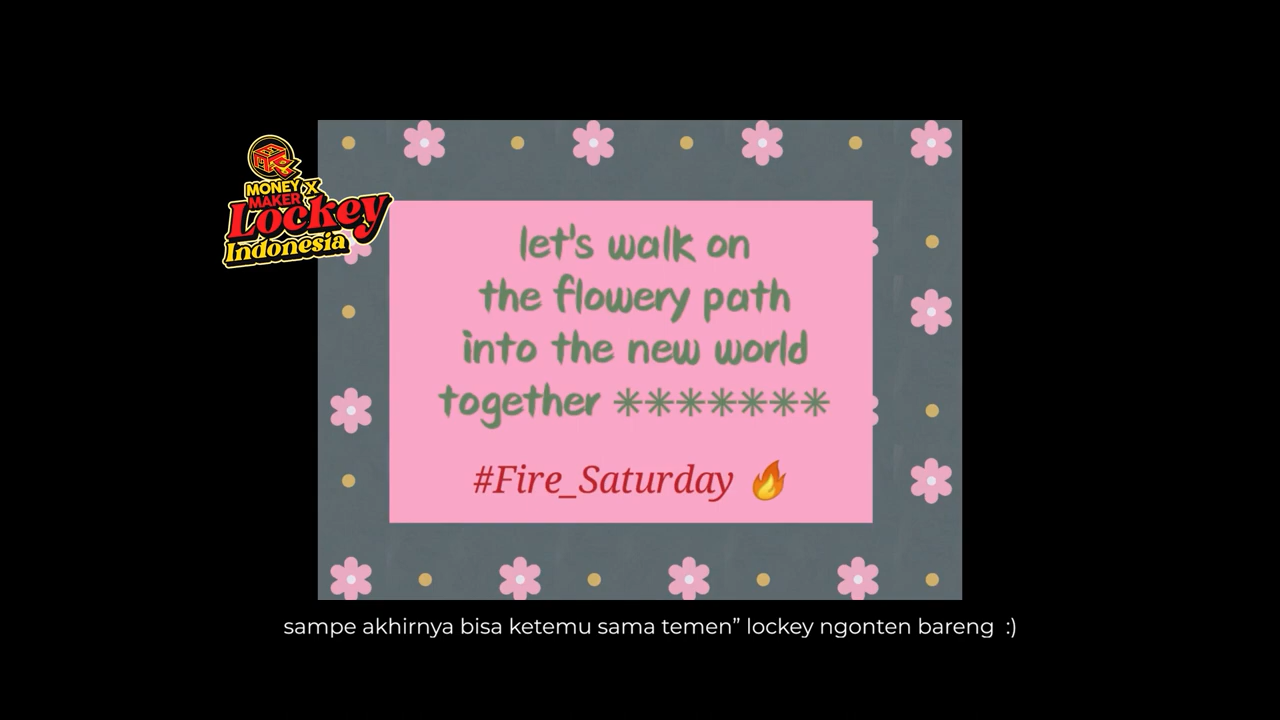 MONEY X
MAKER
Lockey
Indonesia
let's walk on
the flowery path
into the new world
together ✳✳✳✳✳✳✳
#Fire_Saturday 🔥
sampe akhirnya bisa ketemu sama temen” lockey ngonten bareng :)